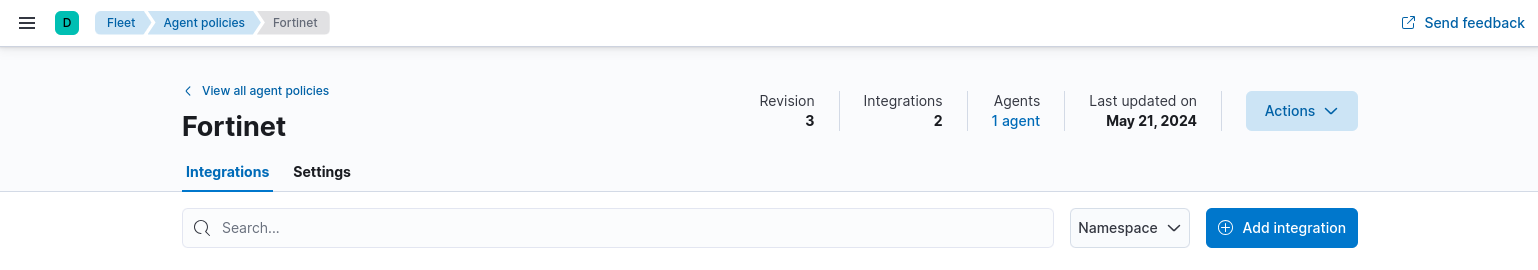 D Fleet Agent policies Fortinet Send feedback
View all agent policies
Fortinet
Revision Integrations Agents Last updated on
3 2 1 agent May 21, 2024
Actions
Integrations Settings
Search... Namespace Add integration